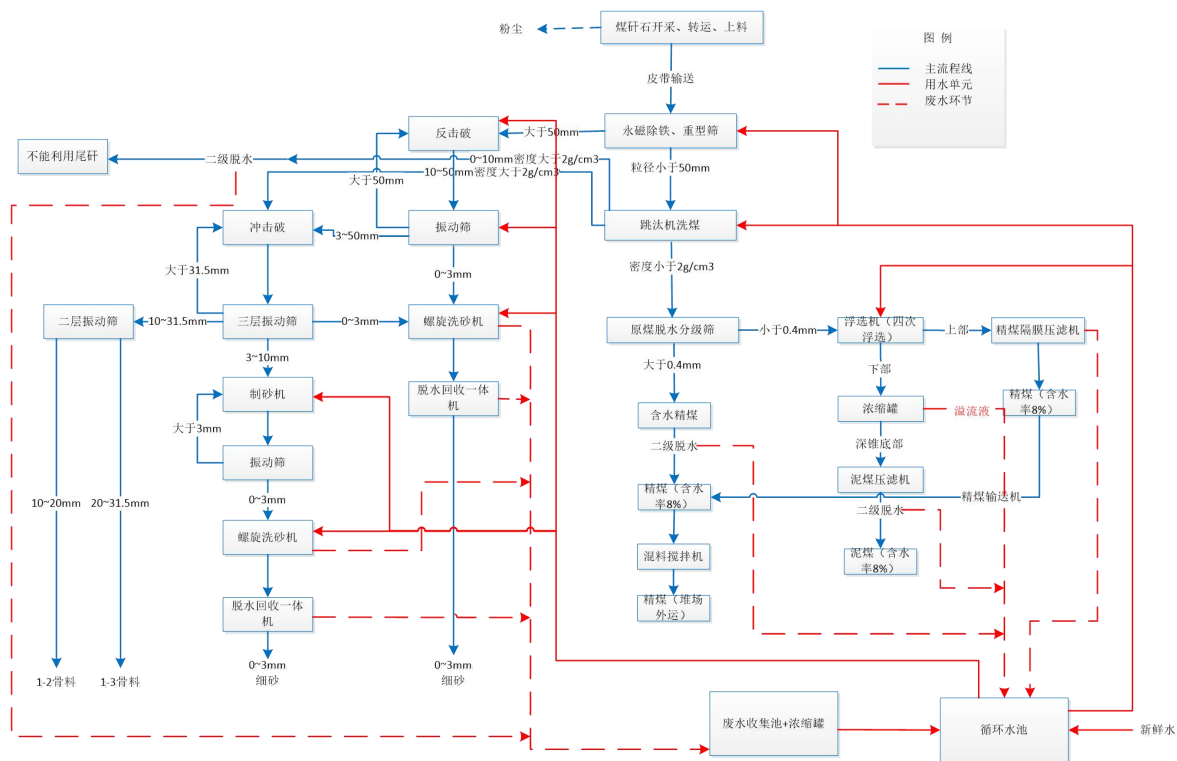 粉尘
煤矸石开采、转运、上料
图 例
主流程线
用水单元
废水环节
皮带输送
反击破
大于50mm
永磁除铁、重型筛
不能利用尾矸
二级脱水
0~10mm密度大于2g/cm3
10~50mm密度大于2g/cm3
粒径小于50mm
大于50mm
冲击破
3~50mm
振动筛
跳汰机洗煤
大于31.5mm
0~3mm
密度小于2g/cm3
二层振动筛
10~31.5mm
三层振动筛
0~3mm
螺旋洗砂机
原煤脱水分级筛
小于0.4mm
浮选机（四次
浮选）
上部
精煤隔膜压滤机
3~10mm
大于0.4mm
下部
制砂机
脱水回收一体
机
含水精煤
浓缩罐
溢流液
精煤（含水
率8%）
大于3mm
二级脱水
深锥底部
振动筛
泥煤压滤机
10~20mm
20~31.5mm
0~3mm
精煤（含水
率8%）
精煤输送机
二级脱水
螺旋洗砂机
混料搅拌机
泥煤（含水
率8%）
脱水回收一体
机
精煤（堆场
外运）
1-2骨料
1-3骨料
0~3mm
细砂
0~3mm
细砂
废水收集池+浓缩罐
循环水池
新鲜水